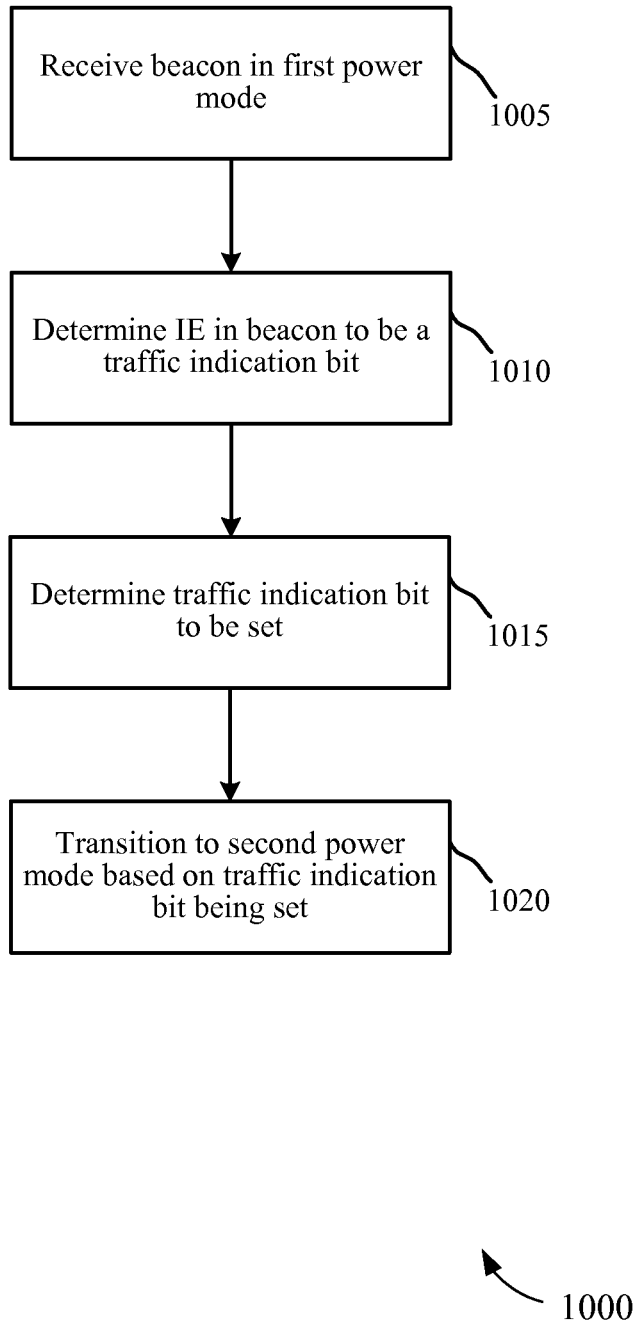 Receive beacon in first power
mode
1005
Determine IE in beacon to be a
traffic indication bit
1010
Determine traffic indication bit
to be set
1015
Transition to second power
mode based on traffic indication
bit being set
1020
1000